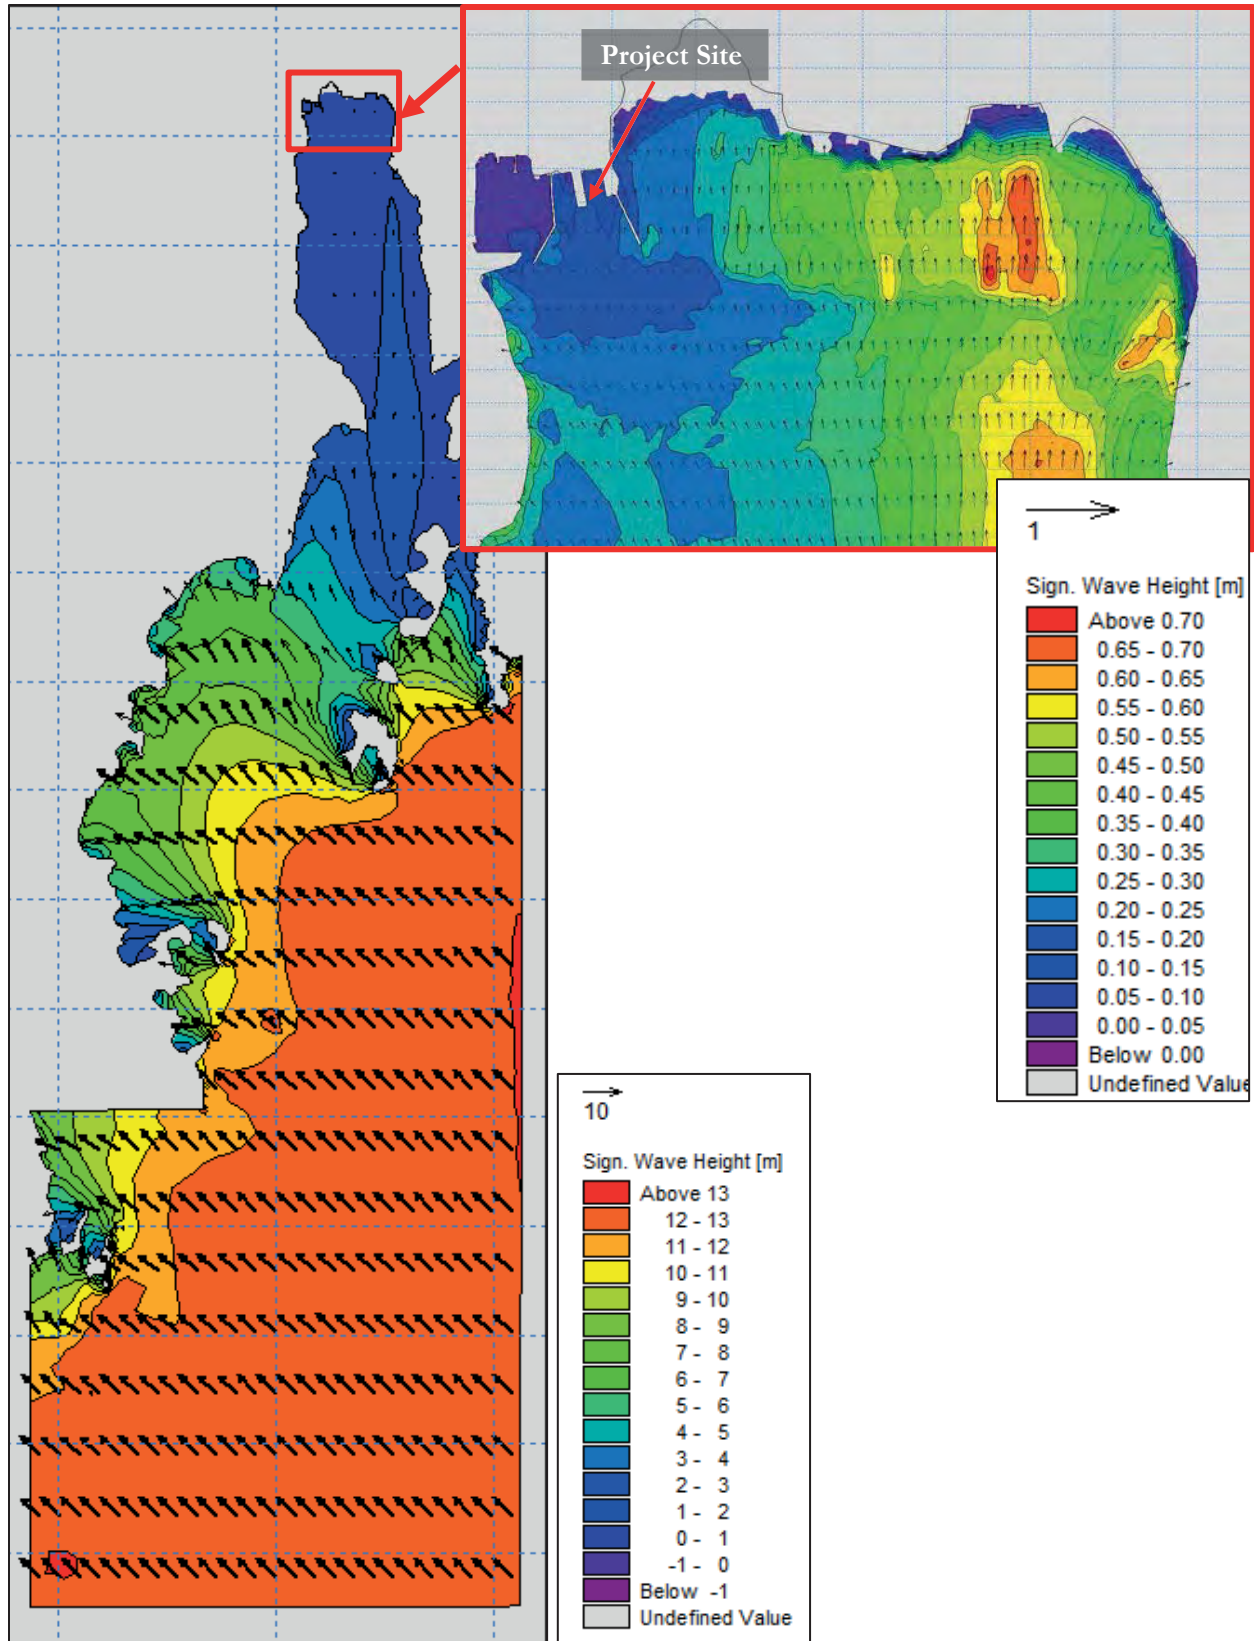 Project Site
1
Sign. Wave Height [m]
Above 0.70
0.65 - 0.70
0.60 - 0.65
0.55 - 0.60
0.50 - 0.55
0.45 - 0.50
0.40 - 0.45
0.35 - 0.40
0.30 - 0.35
0.25 - 0.30
0.20 - 0.25
0.15 - 0.20
0.10 - 0.15
0.05 - 0.10
0.00 - 0.05
Below 0.00
Undefined Value
10
Sign. Wave Height [m]
Above 13
12 - 13
11 - 12
10 - 11
9 - 10
8 - 9
7 - 8
6 - 7
5 - 6
4 - 5
3 - 4
2 - 3
1 - 2
0 - 1
-1 - 0
Below -1
Undefined Value